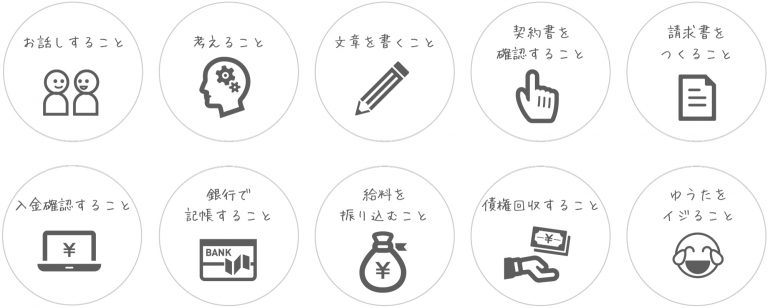 お話しすること
考えること
文章を書くこと
契約書を
確認すること
請求書を
つくること
入金確認すること
¥
銀行で
記帳すること
BANK
給料を
振り込むこと
¥
債権回収すること
¥
ゆうたを
イジること